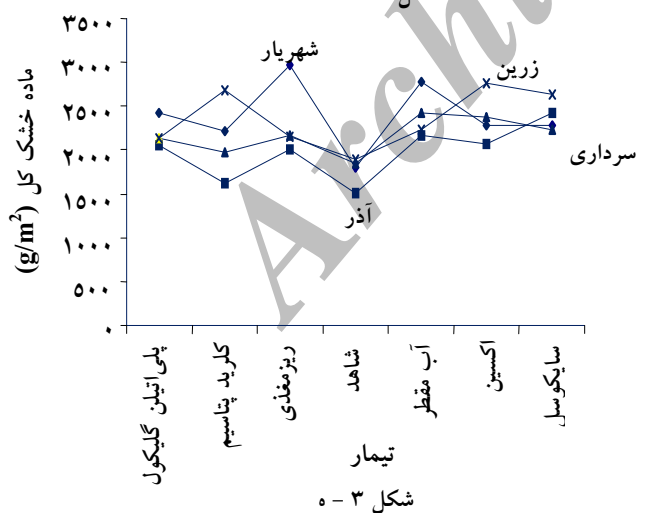 ۳۵۰۰
۳۰۰۰
۲۵۰۰
۲۰۰۰
۱۵۰۰
۱۰۰۰
۵۰۰
۰
ماده خشک کل (g/m²)
شهریار
زرین
سرداری
آذر
پلی‌اتیلن گلیکول
کلرید پتاسیم
ریزمغذی
شاهد
آب مقطر
اکسین
سایکوسل
تیمار
شکل ۳ - ه
Archi